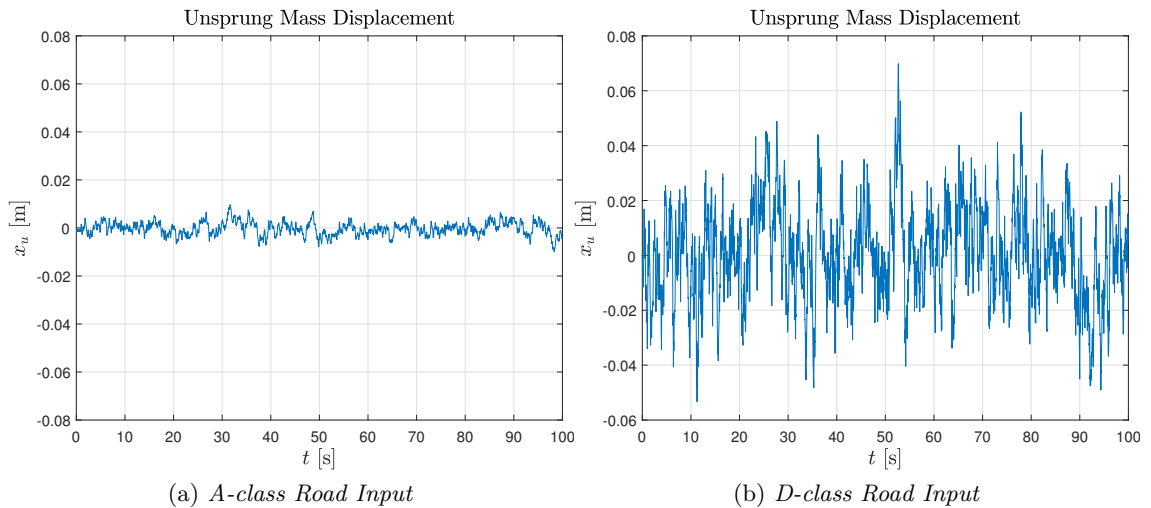 Unsprung Mass Displacement
0.08
0.06
0.04
0.02
0
-0.02
-0.04
-0.06
-0.08
x_u [m]
0 10 20 30 40 50 60 70 80 90 100
t [s]
(a) A-class Road Input
Unsprung Mass Displacement
0.08
0.06
0.04
0.02
0
-0.02
-0.04
-0.06
x_u [m]
0 10 20 30 40 50 60 70 80 90 100
t [s]
(b) D-class Road Input